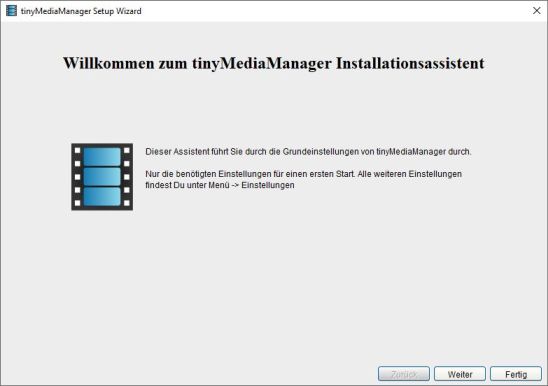 tinyMediaManager Setup Wizard
Willkommen zum tinyMediaManager Installationsassistent
Dieser Assistent führt Sie durch die Grundeinstellungen von tinyMediaManager durch.
Nur die benötigten Einstellungen für einen ersten Start. Alle weiteren Einstellungen
findest Du unter Menü -> Einstellungen
Zurück Weiter Fertig